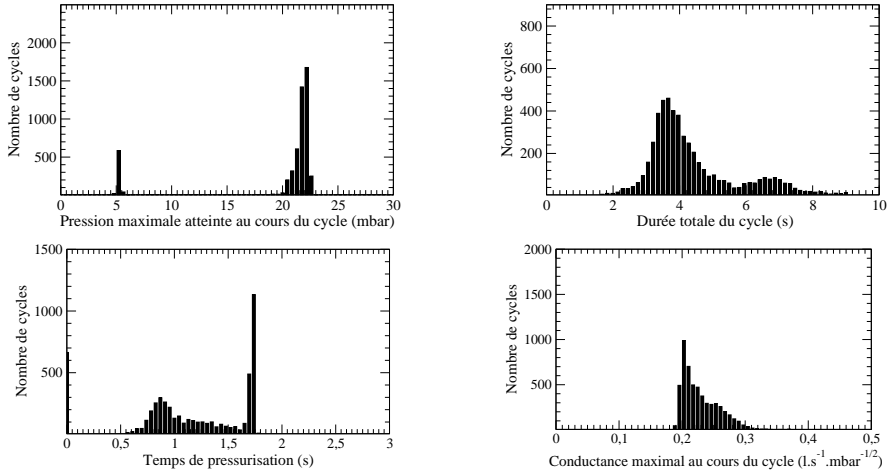 2000
1500
1000
500
Nombre de cycles
0 5 10 15 20 25 30
Pression maximale atteinte au cours du cycle (mbar)
800
600
400
200
Nombre de cycles
0 2 4 6 8 10
Durée totale du cycle (s)
1500
1000
500
Nombre de cycles
0 0,5 1 1,5 2 2,5 3
Temps de pressurisation (s)
2000
1500
1000
500
Nombre de cycles
0 0,1 0,2 0,3 0,4 0,5
Conductance maximal au cours du cycle (l.s⁻¹.mbar⁻¹/²)